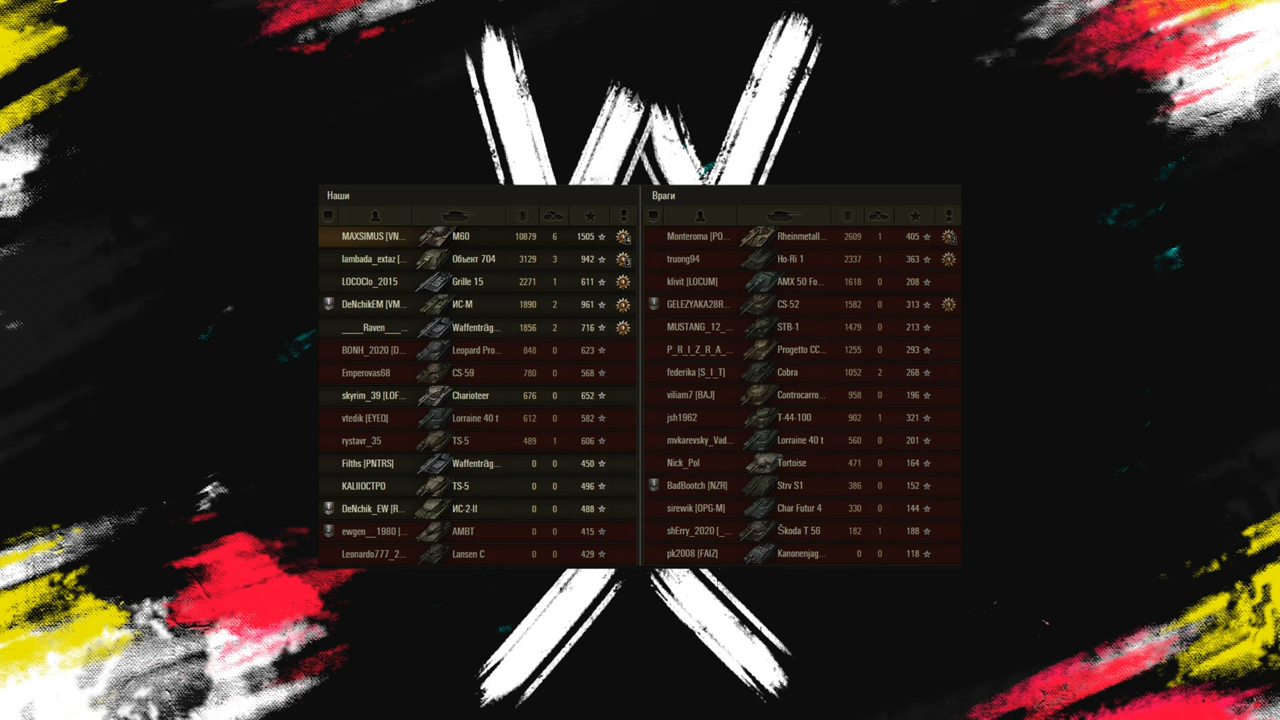 Наши
MAXSIMUS [VN... M60 10879 6 1505
lambada_extaz [... Объект 704 3129 3 942
LOCOClo_2015 Grille 15 2271 1 611
DeNchikEM [VM... ИС-М 1890 2 961
____Raven___... Waffenträg... 1856 2 716
BONH_2020 [D... Leopard Pro... 848 0 623
Emperovas68 CS-59 780 0 568
skyrim_39 [LOF... Charioteer 676 0 652
vtedik [EYEQ] Lorraine 40 t 612 0 582
rystavr_35 TS-5 489 1 606
Filths [PNTRS] Waffenträg... 0 0 450
KALIIOCTPO TS-5 0 0 496
DeNchik_EW [R... ИС-2-II 0 0 488
ewgen__1980 [... AMBT 0 0 415
Leonardo777_2... Lansen C 0 0 429
Враги
Monteroma [PO... Rheinmetall... 2609 1 405
truong94 Ho-Ri 1 2337 1 363
klivit [LOCUM] AMX 50 Fo... 1618 0 208
GELEZYAKA28R... CS-52 1582 0 313
MUSTANG_12_... STB-1 1479 0 213
P_R_I_Z_R_A_... Progetto CC... 1255 0 293
federika [S_I_T] Cobra 1052 2 268
viliam7 [BAJ] Controcarro... 958 0 196
jsh1962 T-44-100 902 1 321
mvkarevsky_Vad... Lorraine 40 t 560 0 201
Nick_Pol Tortoise 471 0 164
BadBootch [NZR] Strv S1 386 0 152
sirewik [OPG-M] Char Futur 4 330 0 144
shErry_2020 [_... Škoda T 56 182 1 188
pk2008 [FAIZ] Kanonenjag... 0 0 118